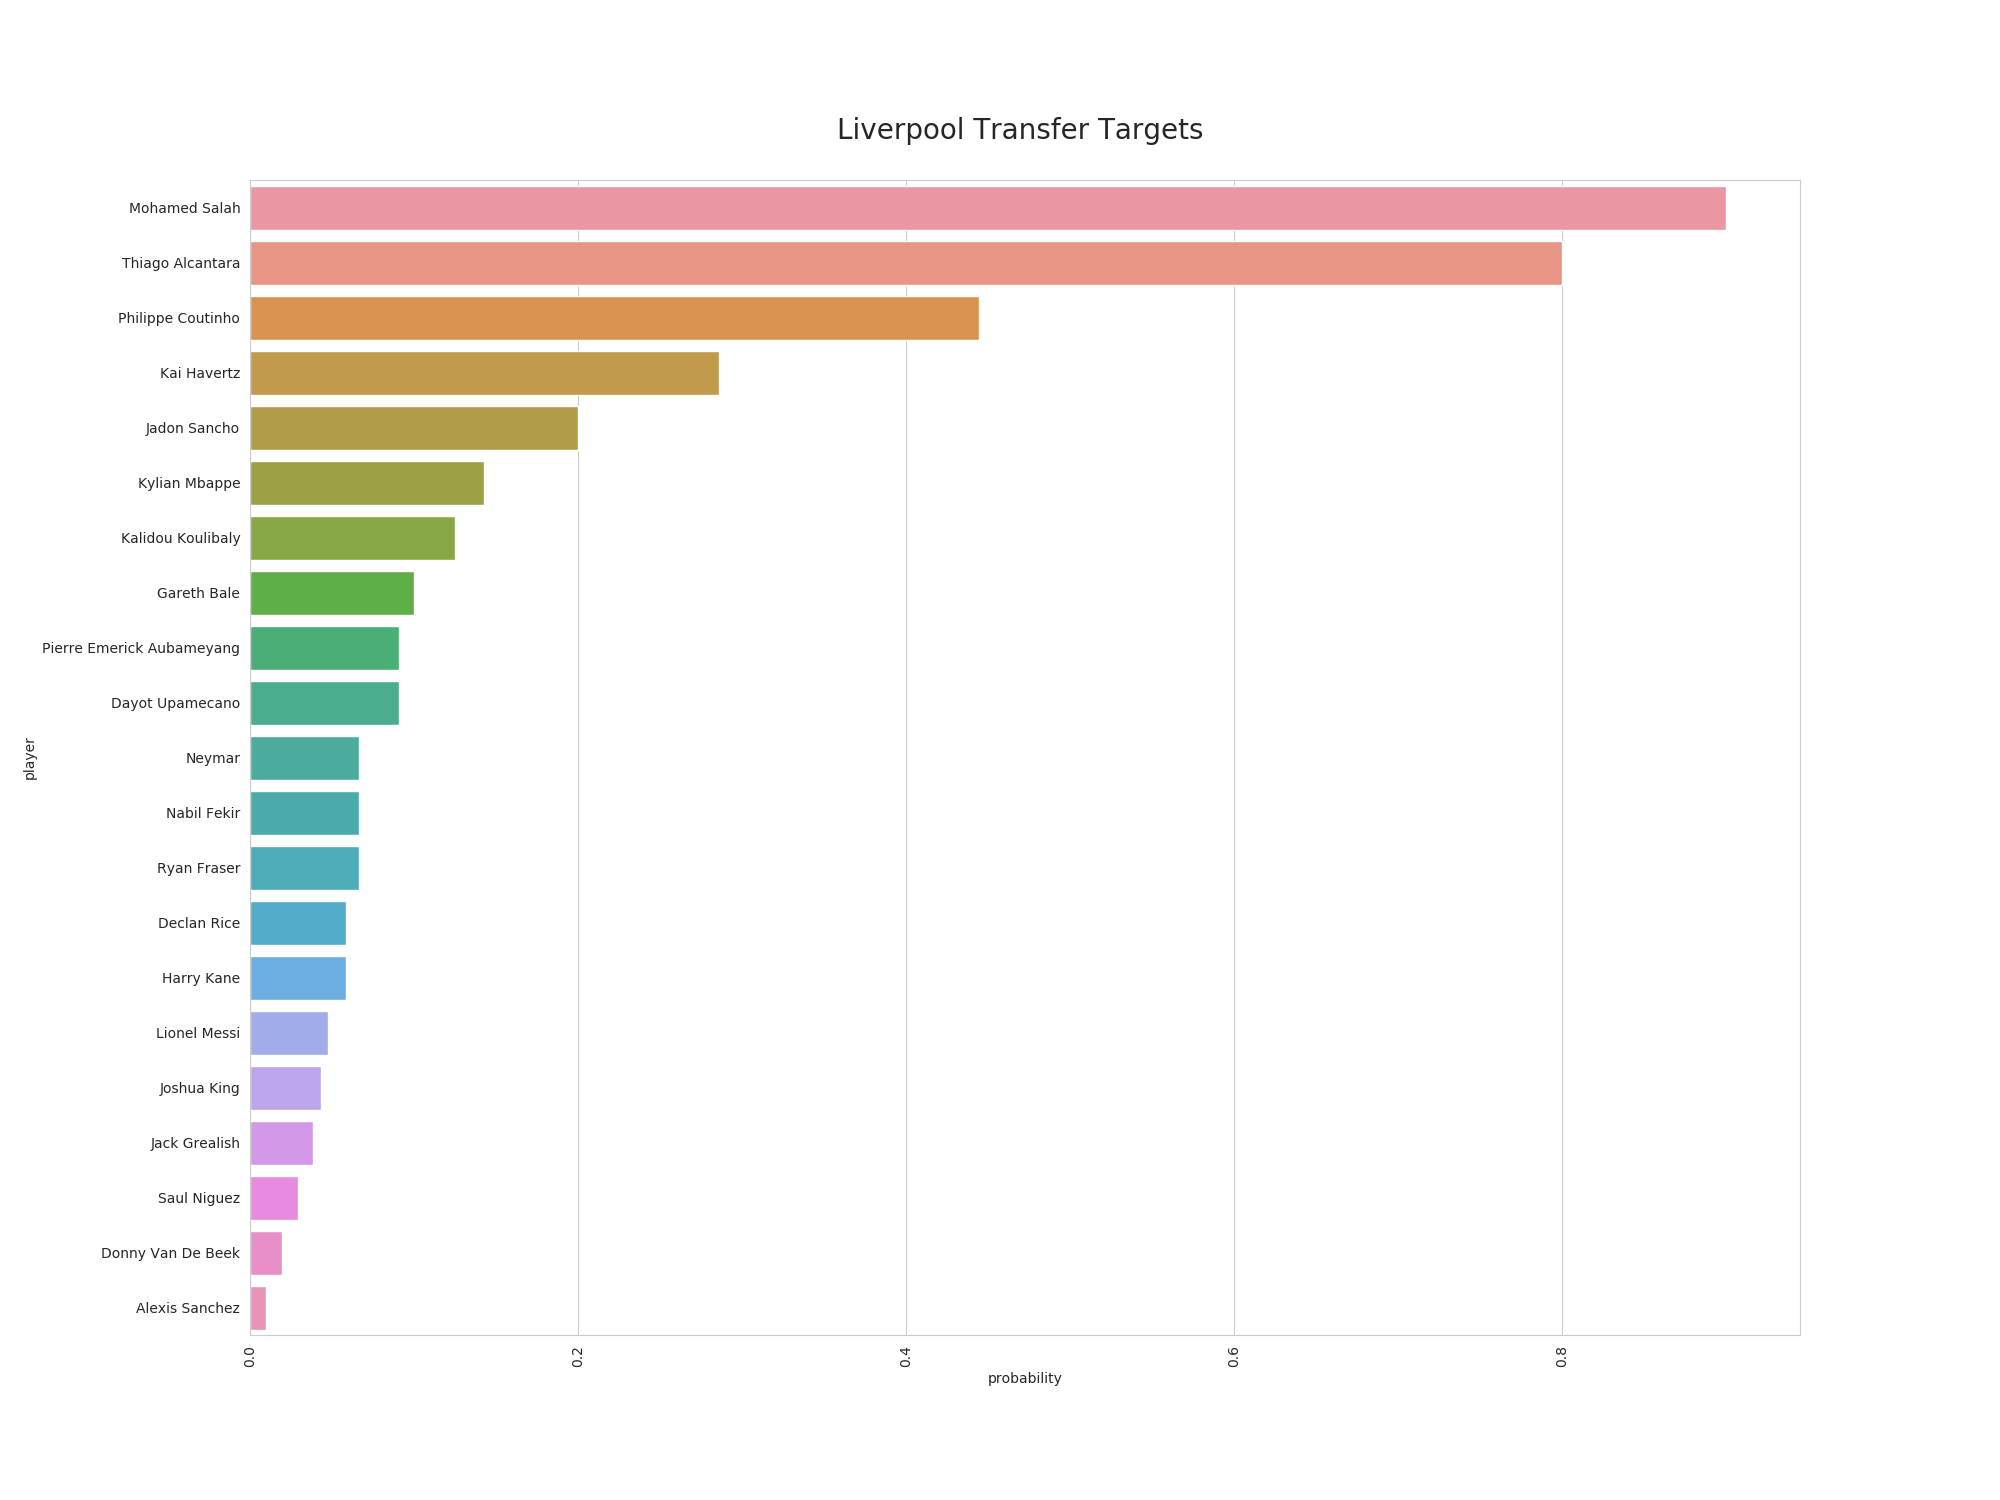 Liverpool Transfer Targets
Mohamed Salah
Thiago Alcantara
Philippe Coutinho
Kai Havertz
Jadon Sancho
Kylian Mbappe
Kalidou Koulibaly
Gareth Bale
Pierre Emerick Aubameyang
Dayot Upamecano
Neymar
Nabil Fekir
Ryan Fraser
Declan Rice
Harry Kane
Lionel Messi
Joshua King
Jack Grealish
Saul Niguez
Donny Van De Beek
Alexis Sanchez
player
0.0 0.2 0.4 0.6 0.8
probability